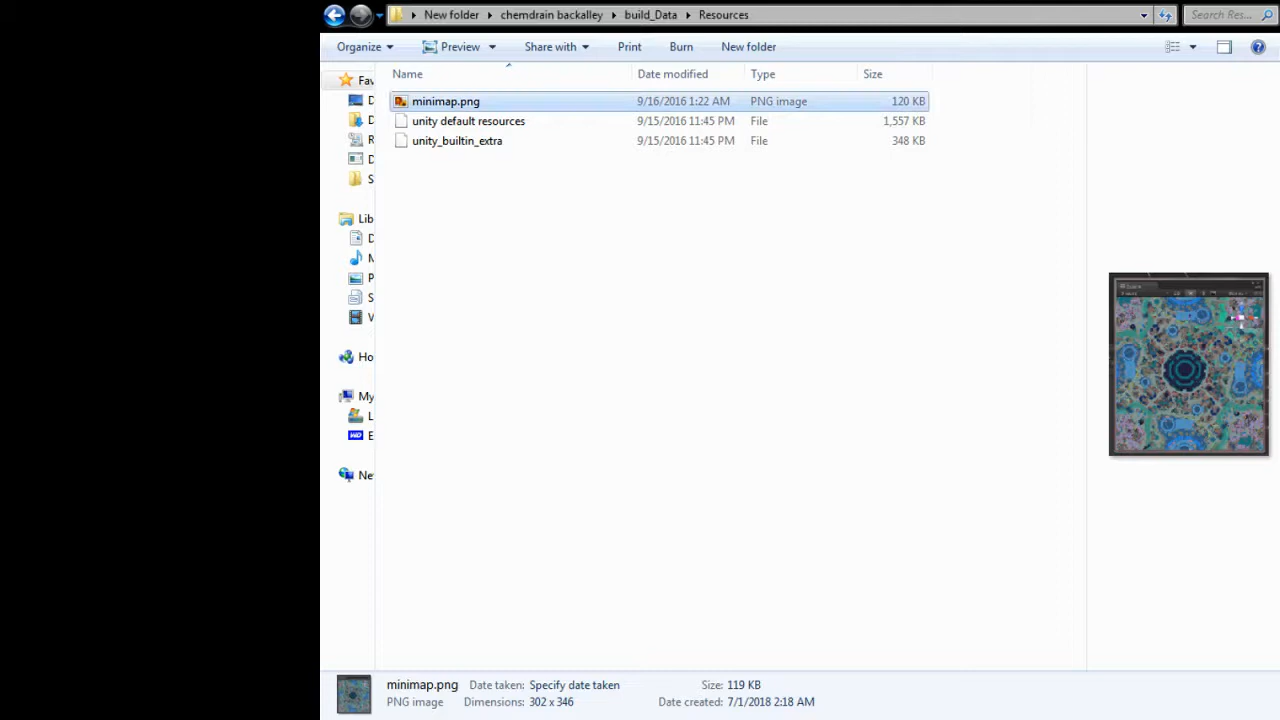 New folder chemdrain backalley build_Data Resources Search Res...
Organize Preview Share with Print Burn New folder
Name Date modified Type Size
Fav
D minimap.png 9/16/2016 1:22 AM PNG image 120 KB
D unity default resources 9/15/2016 11:45 PM File 1,557 KB
R unity_builtin_extra 9/15/2016 11:45 PM File 348 KB
D
S
Lib
D
M
P
S
V
Ho
My
L
WD E
Ne
minimap.png Date taken: Specify date taken Size: 119 KB
PNG image Dimensions: 302 x 346 Date created: 7/1/2018 2:18 AM